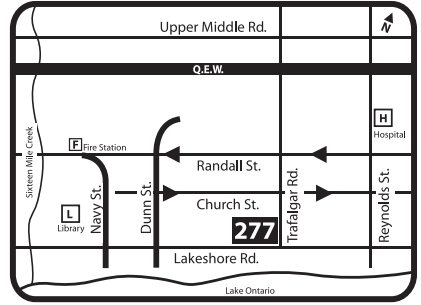 Upper Middle Rd.
N
Q.E.W.
H
Hospital
F
Fire Station
Randall St.
Sixteen Mile Creek
Navy St.
Dunn St.
Church St.
Trafalgar Rd.
Reynolds St.
L
Library
277
Lakeshore Rd.
Lake Ontario